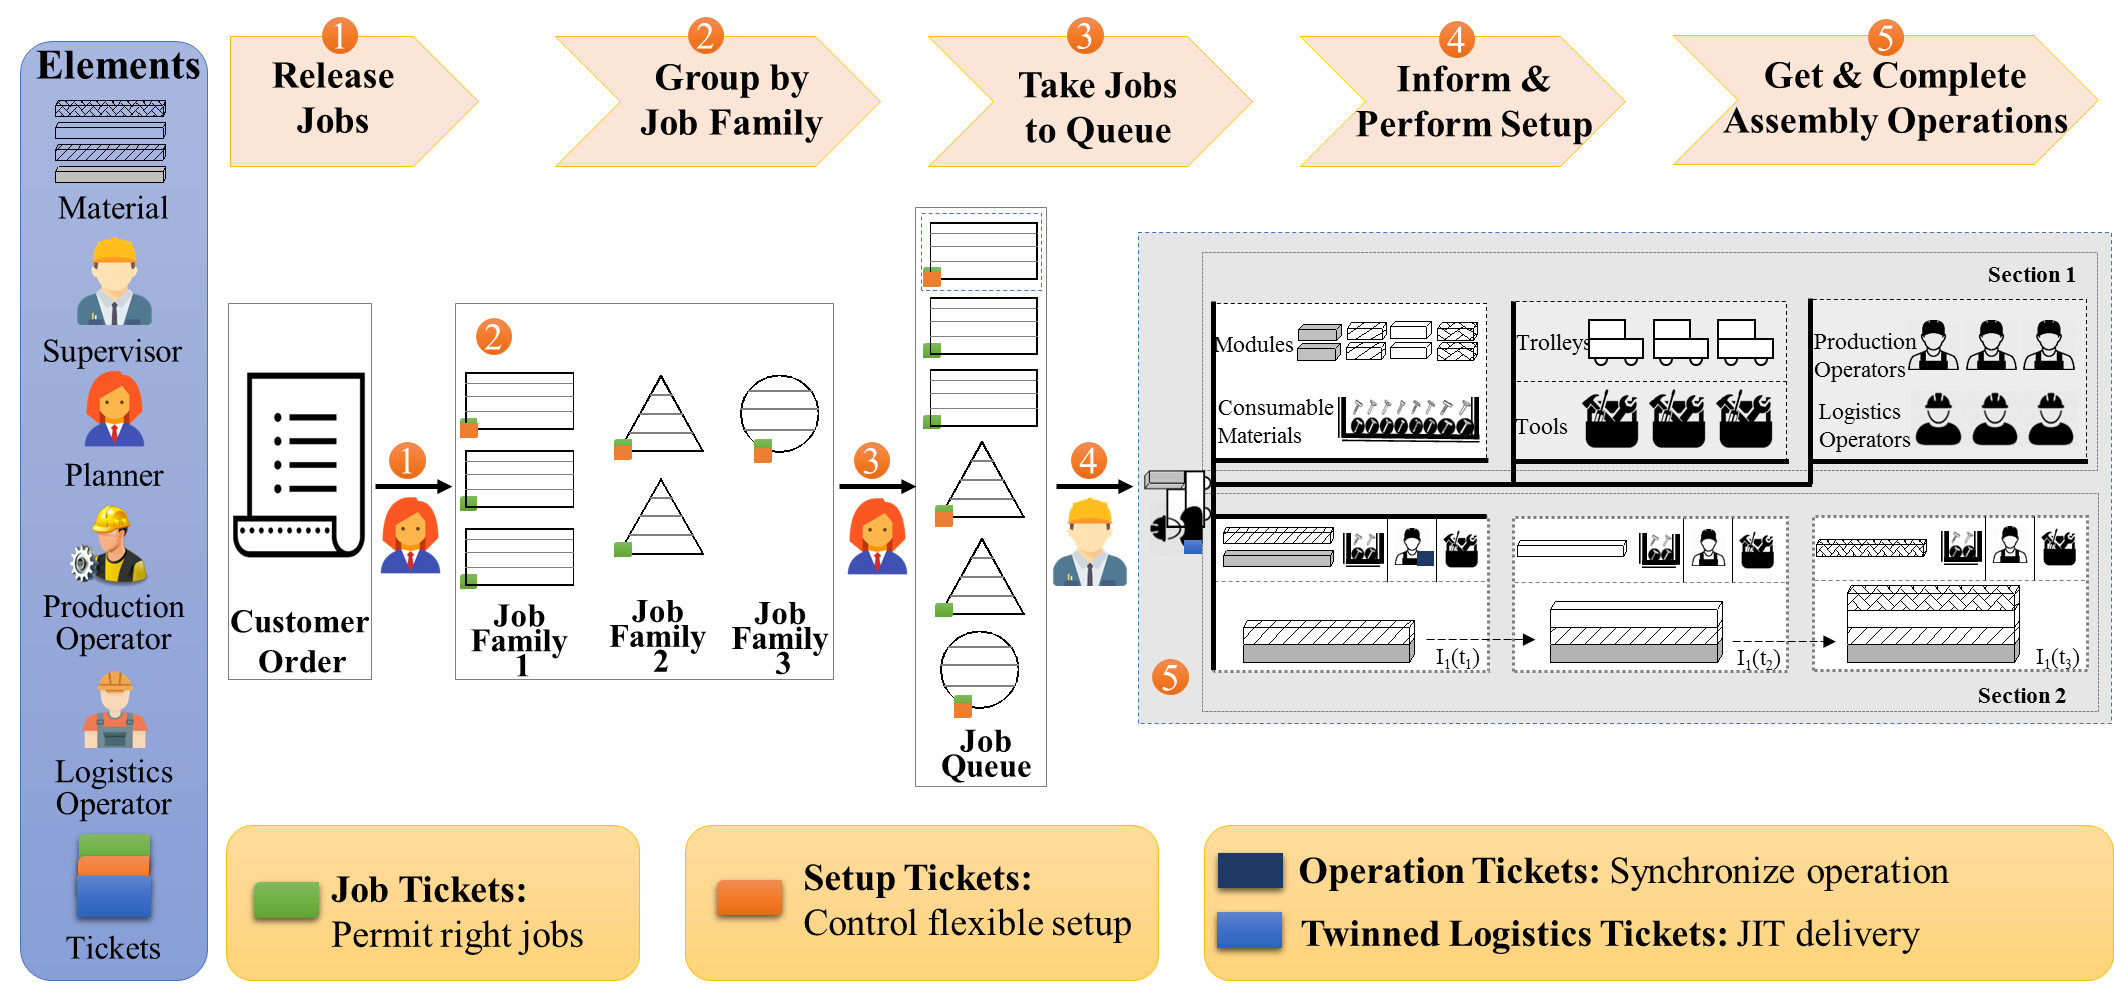 Elements
Material
Supervisor
Planner
Production
Operator
Logistics
Operator
Tickets
1
Release
Jobs
2
Group by
Job Family
3
Take Jobs
to Queue
4
Inform &
Perform Setup
5
Get & Complete
Assembly Operations
Customer
Order
1
2
Job
Family
1
Job
Family
2
Job
Family
3
3
Job
Queue
4
5
Section 1
Modules
Consumable
Materials
Trolleys
Tools
Production
Operators
Logistics
Operators
I₁(t₁)
I₁(t₂)
I₁(t₃)
Section 2
Job Tickets:
Permit right jobs
Setup Tickets:
Control flexible setup
Operation Tickets: Synchronize operation
Twinned Logistics Tickets: JIT delivery